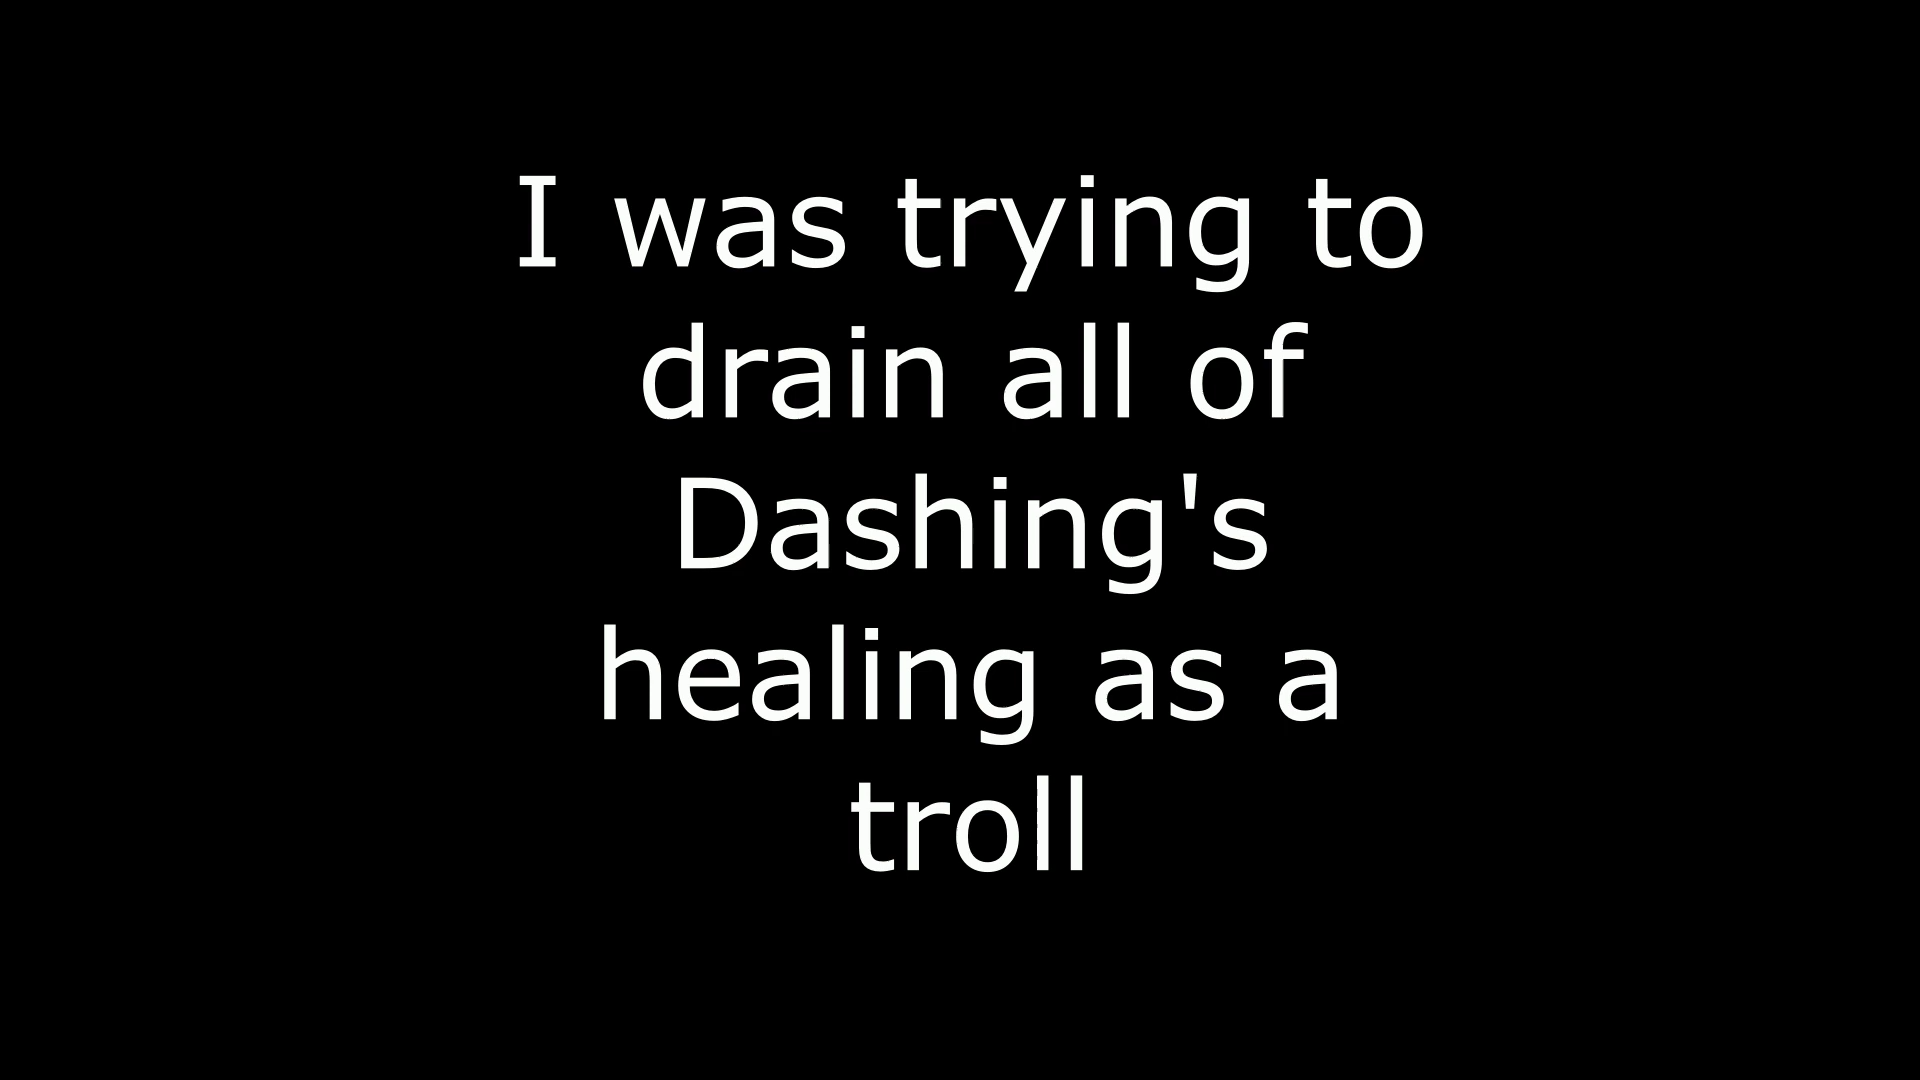 I was trying to
drain all of
Dashing's
healing as a
troll